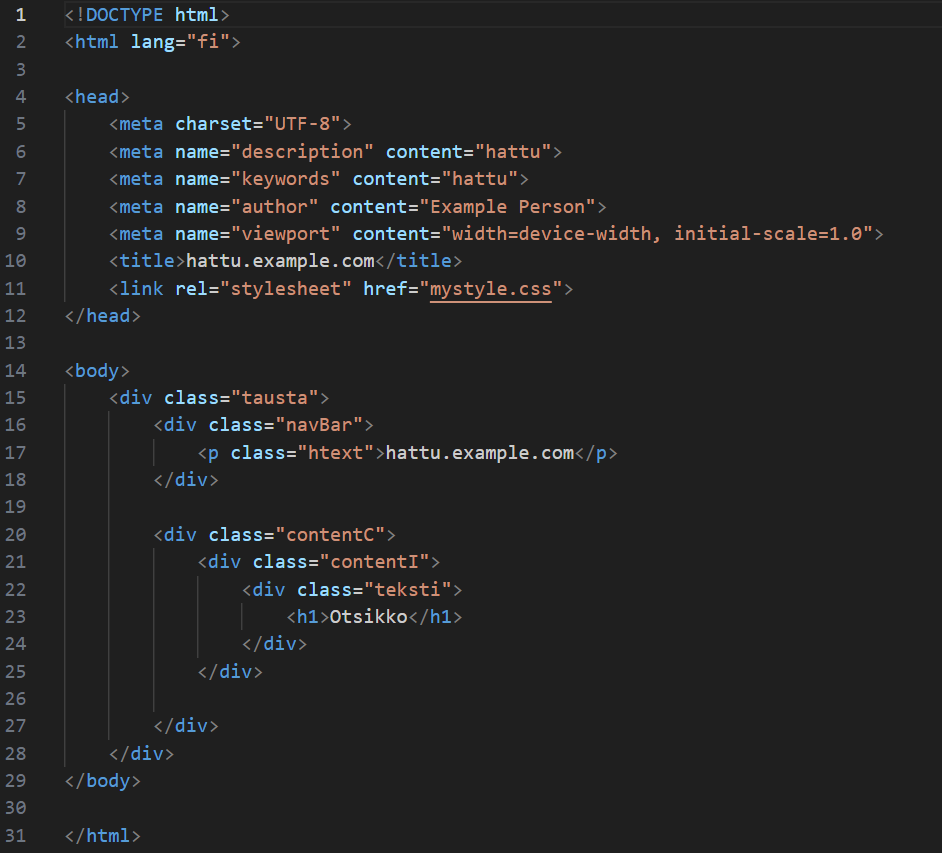 1 <!DOCTYPE html>
2 <html lang="fi">
3
4 <head>
5     <meta charset="UTF-8">
6     <meta name="description" content="hattu">
7     <meta name="keywords" content="hattu">
8     <meta name="author" content="Example Person">
9     <meta name="viewport" content="width=device-width, initial-scale=1.0">
10     <title>hattu.example.com</title>
11     <link rel="stylesheet" href="mystyle.css">
12 </head>
13
14 <body>
15     <div class="tausta">
16         <div class="navBar">
17             <p class="htext">hattu.example.com</p>
18         </div>
19
20         <div class="contentC">
21             <div class="contentI">
22                 <div class="teksti">
23                     <h1>Otsikko</h1>
24                 </div>
25             </div>
26
27         </div>
28     </div>
29 </body>
30
31 </html>